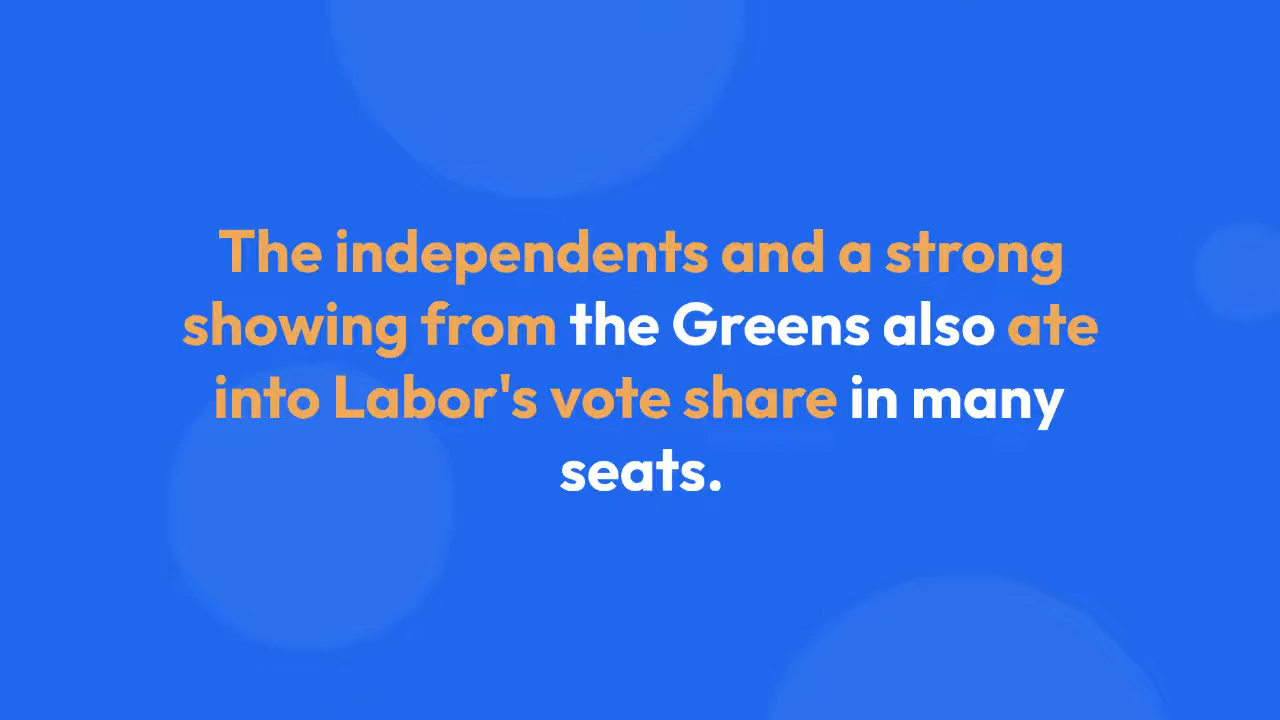 The independents and a strong
showing from the Greens also ate
into Labor's vote share in many
seats.